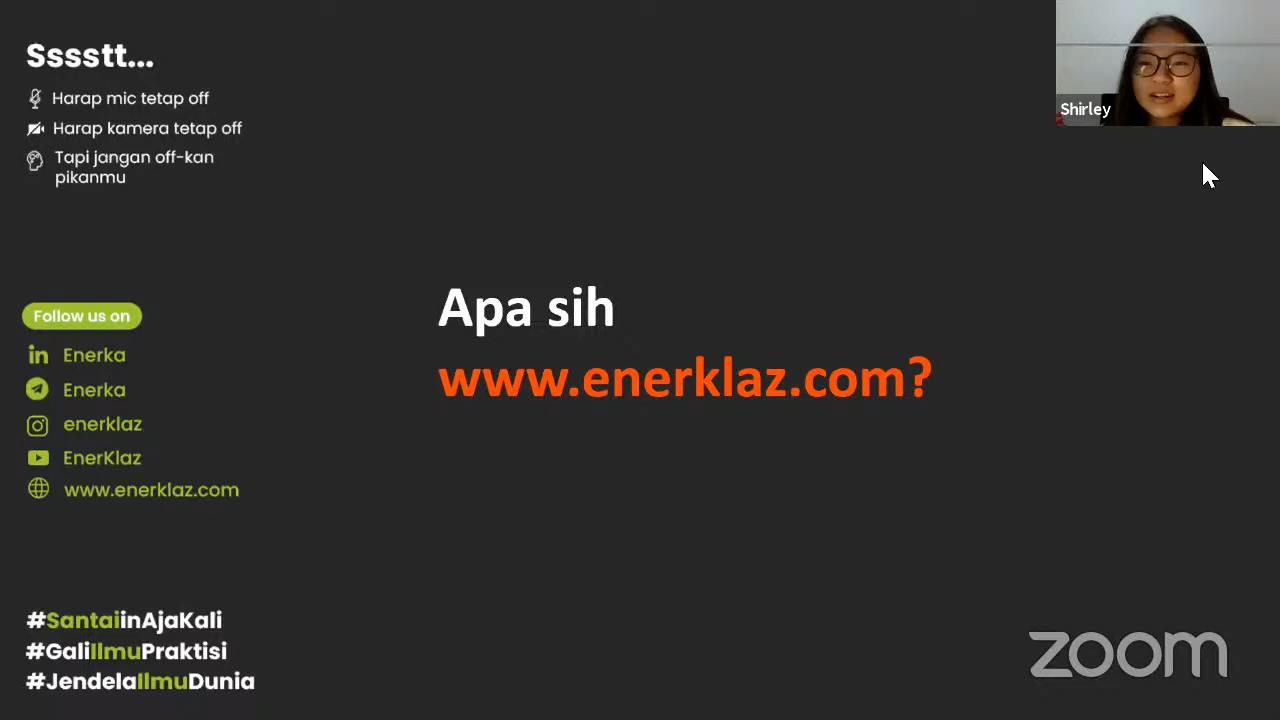 Sssstt...
Harap mic tetap off
Harap kamera tetap off
Tapi jangan off-kan
pikanmu
Shirley
Apa sih
www.enerklaz.com?
Follow us on
Enerka
Enerka
enerklaz
EnerKlaz
www.enerklaz.com
#SantaiinAjaKali
#GaliIlmuPraktisi
#JendelaIlmuDunia
zoom